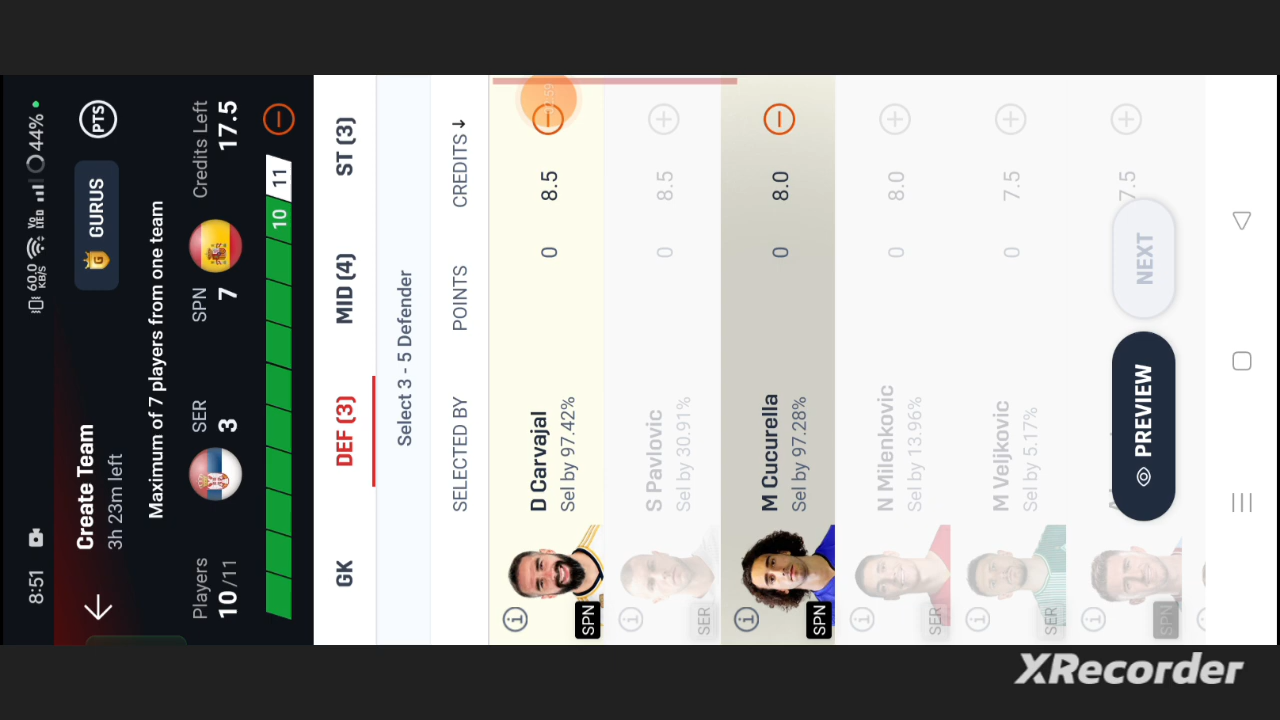 8:51
60.0 KB/S
Vo LTE
44%
Create Team
3h 23m left
G GURUS
PTS
Maximum of 7 players from one team
Players
10/11
SER
3
SPN
7
Credits Left
17.5
10
11
GK
DEF (3)
MID (4)
ST (3)
Select 3 - 5 Defender
SELECTED BY
POINTS
CREDITS ↓
D Carvajal
Sel by 97.42%
SPN
0
8.5
S Pavlovic
Sel by 30.91%
SER
0
8.5
M Cucurella
Sel by 97.28%
SPN
0
8.0
N Milenkovic
Sel by 13.96%
SER
0
8.0
M Veljkovic
Sel by 5.17%
SER
0
7.5
SPN
7.5
PREVIEW
NEXT
XRecorder